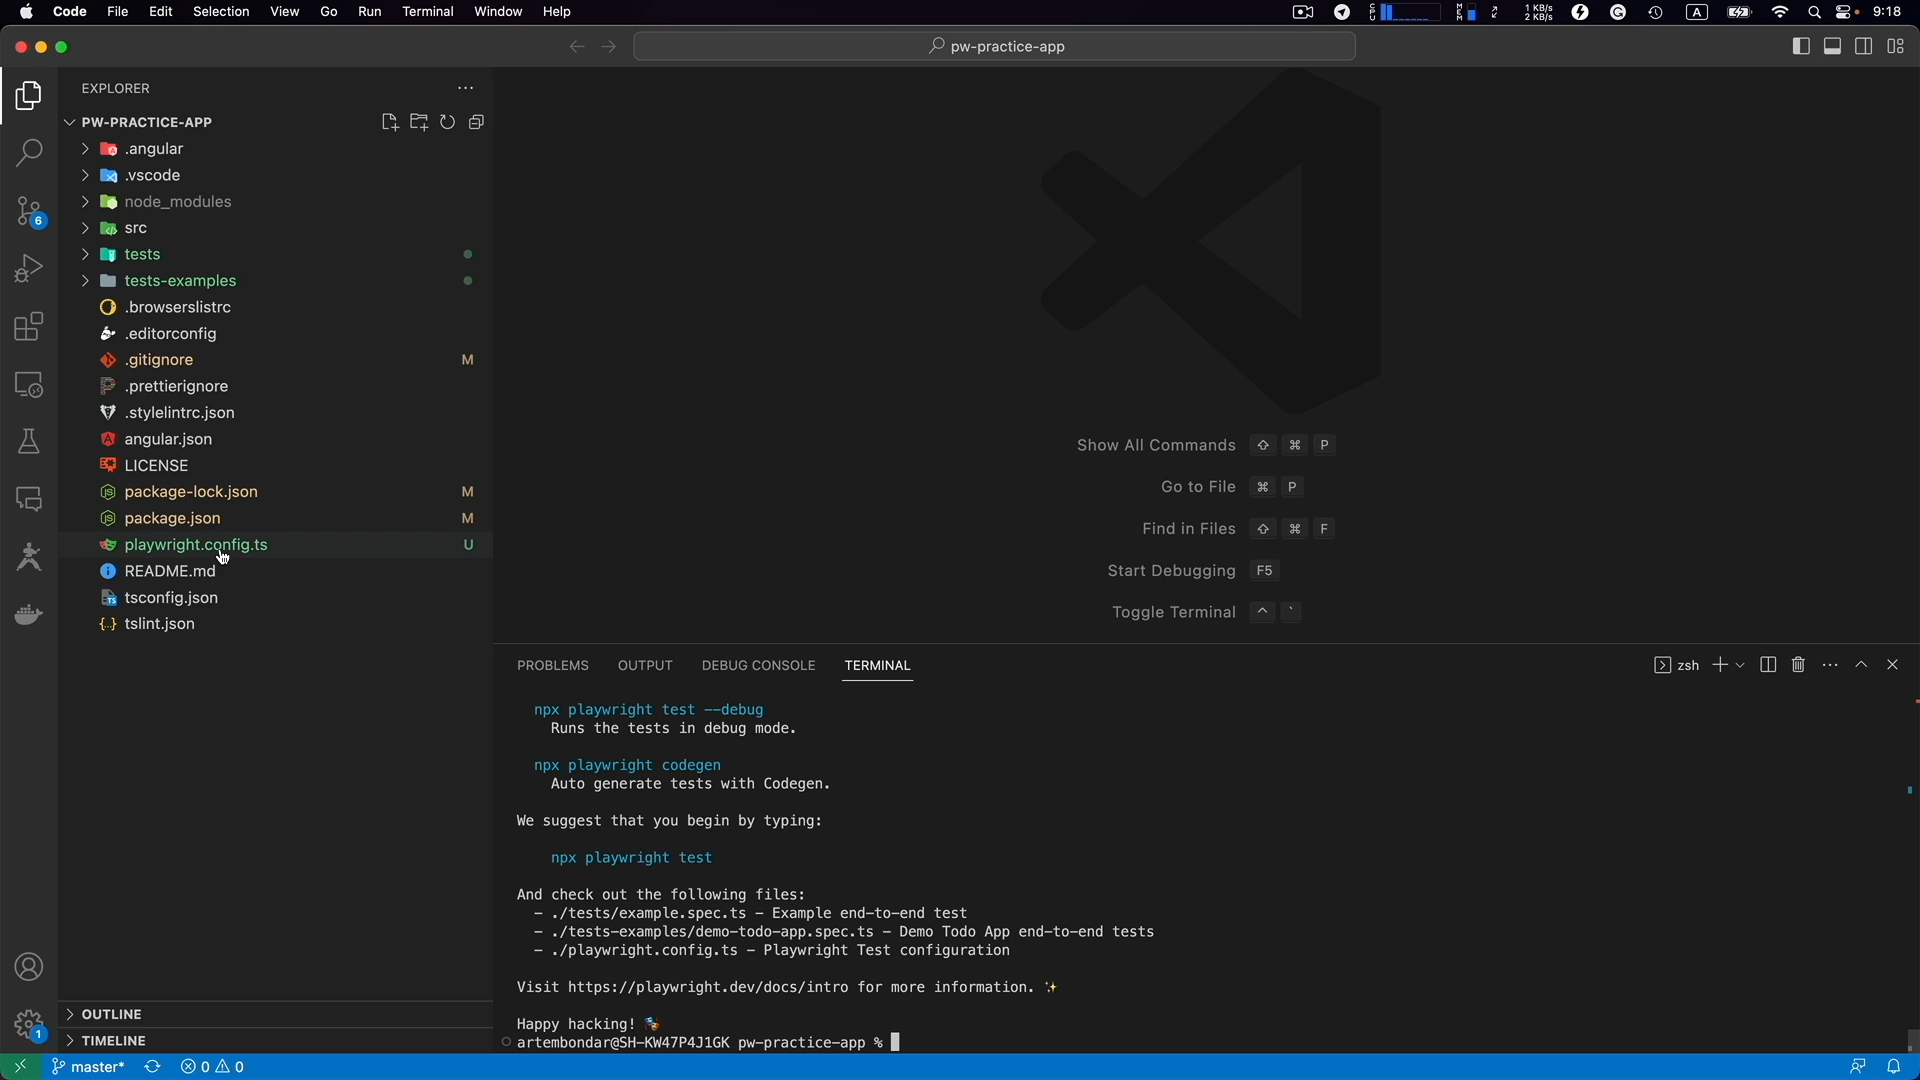 Code File Edit Selection View Go Run Terminal Window Help
CPU
MEM
1 KB/s
2 KB/s
A
9:18
pw-practice-app
EXPLORER
PW-PRACTICE-APP
.angular
.vscode
node_modules
src
tests
tests-examples
.browserslistrc
.editorconfig
.gitignore M
.prettierignore
.stylelintrc.json
angular.json
LICENSE
package-lock.json M
package.json M
playwright.config.ts U
README.md
tsconfig.json
tslint.json
OUTLINE
TIMELINE
6
1
Show All Commands ⇧ ⌘ P
Go to File ⌘ P
Find in Files ⇧ ⌘ F
Start Debugging F5
Toggle Terminal ^ `
PROBLEMS OUTPUT DEBUG CONSOLE TERMINAL
zsh
npx playwright test --debug
Runs the tests in debug mode.
npx playwright codegen
Auto generate tests with Codegen.
We suggest that you begin by typing:
npx playwright test
And check out the following files:
- ./tests/example.spec.ts - Example end-to-end test
- ./tests-examples/demo-todo-app.spec.ts - Demo Todo App end-to-end tests
- ./playwright.config.ts - Playwright Test configuration
Visit https://playwright.dev/docs/intro for more information. ✨
Happy hacking! 🎭
artembondar@SH-KW47P4J1GK pw-practice-app %
master* 0 0